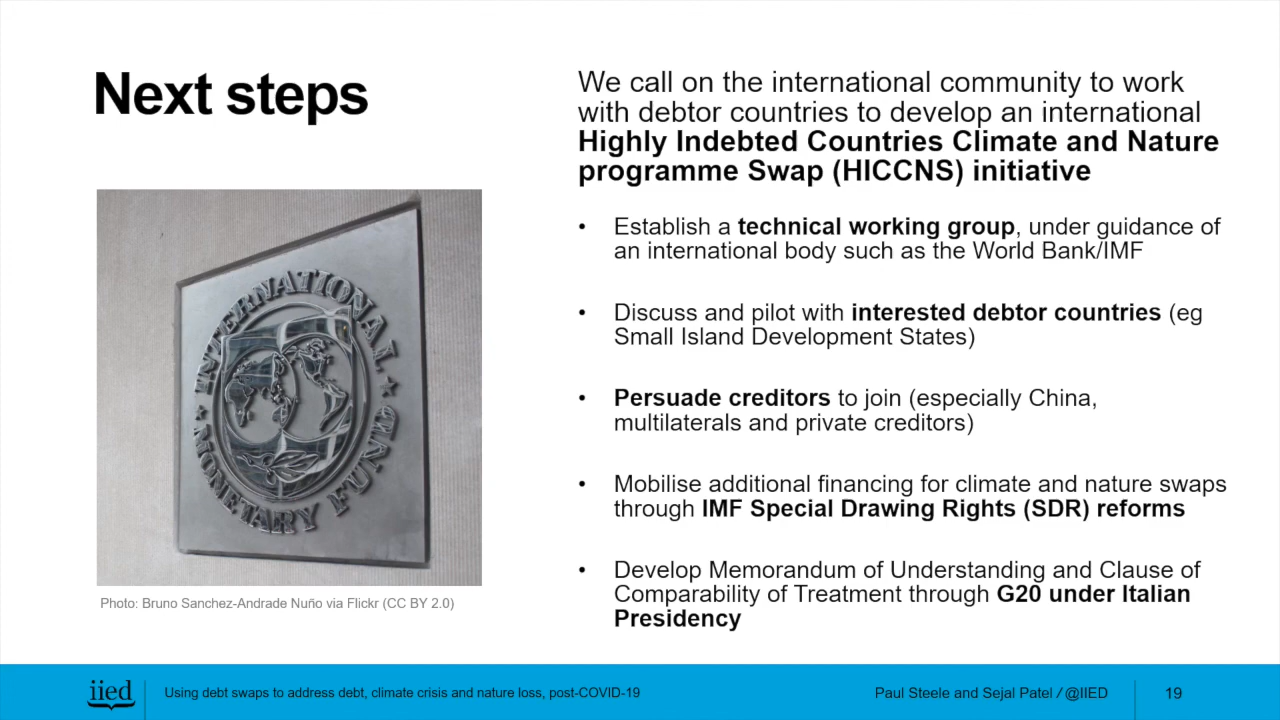 Next steps
We call on the international community to work
with debtor countries to develop an international
Highly Indebted Countries Climate and Nature
programme Swap (HICCNS) initiative
• Establish a technical working group, under guidance of
an international body such as the World Bank/IMF
• Discuss and pilot with interested debtor countries (eg
Small Island Development States)
• Persuade creditors to join (especially China,
multilaterals and private creditors)
• Mobilise additional financing for climate and nature swaps
through IMF Special Drawing Rights (SDR) reforms
• Develop Memorandum of Understanding and Clause of
Comparability of Treatment through G20 under Italian
Presidency
INTERNATIONAL
MONETARY FUND
Photo: Bruno Sanchez-Andrade Nuño via Flickr (CC BY 2.0)
iied
Using debt swaps to address debt, climate crisis and nature loss, post-COVID-19
Paul Steele and Sejal Patel / @IIED
19